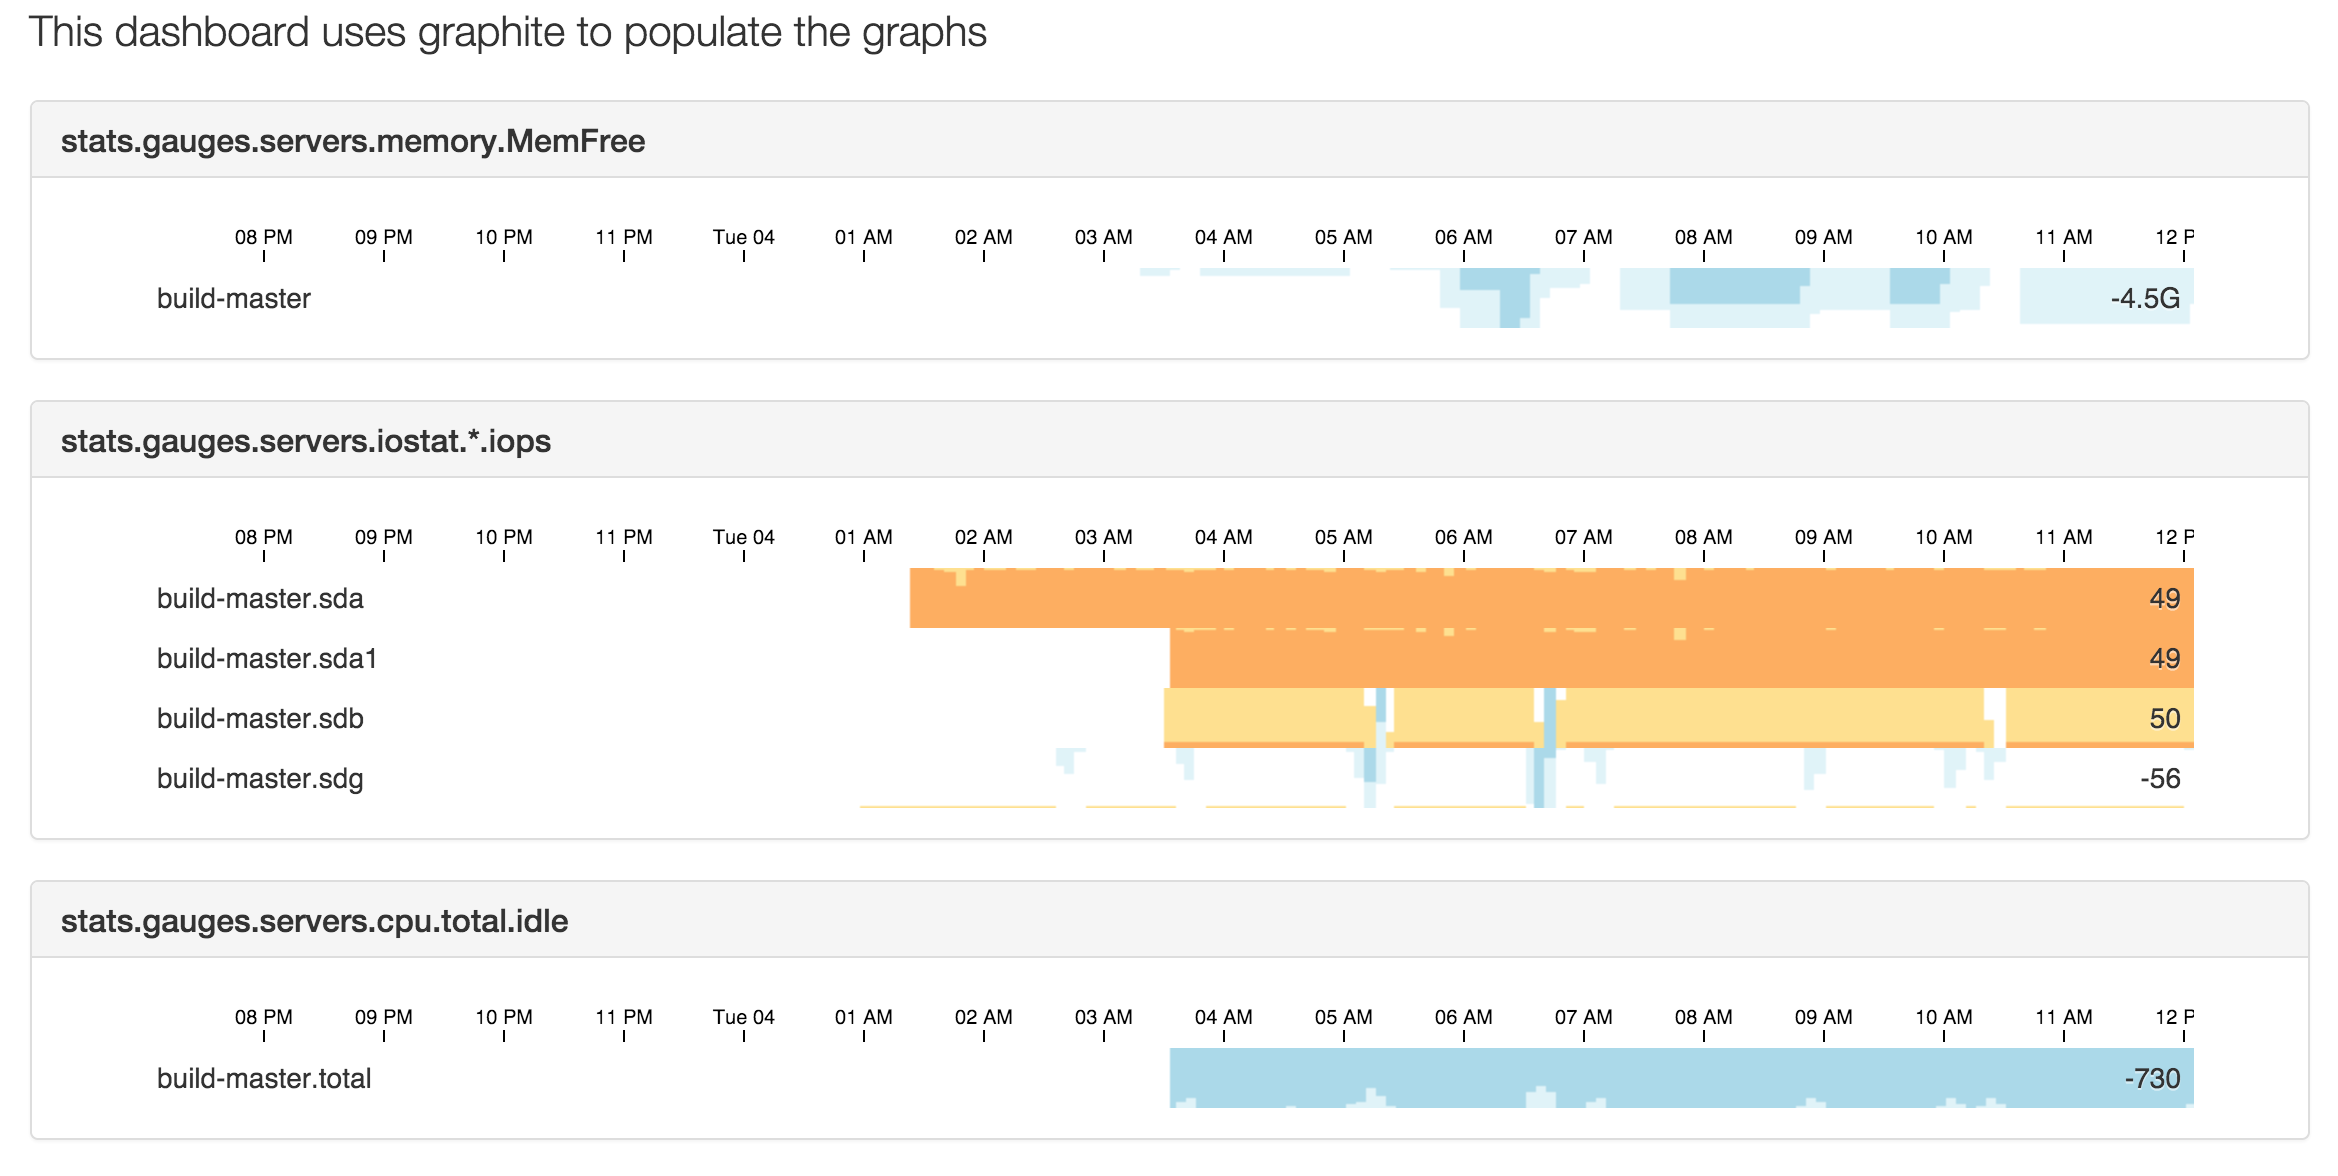 This dashboard uses graphite to populate the graphs
stats.gauges.servers.memory.MemFree
08 PM 09 PM 10 PM 11 PM Tue 04 01 AM 02 AM 03 AM 04 AM 05 AM 06 AM 07 AM 08 AM 09 AM 10 AM 11 AM 12 P
build-master -4.5G
stats.gauges.servers.iostat.*.iops
08 PM 09 PM 10 PM 11 PM Tue 04 01 AM 02 AM 03 AM 04 AM 05 AM 06 AM 07 AM 08 AM 09 AM 10 AM 11 AM 12 P
build-master.sda 49
build-master.sda1 49
build-master.sdb 50
build-master.sdg -56
stats.gauges.servers.cpu.total.idle
08 PM 09 PM 10 PM 11 PM Tue 04 01 AM 02 AM 03 AM 04 AM 05 AM 06 AM 07 AM 08 AM 09 AM 10 AM 11 AM 12 P
build-master.total -730